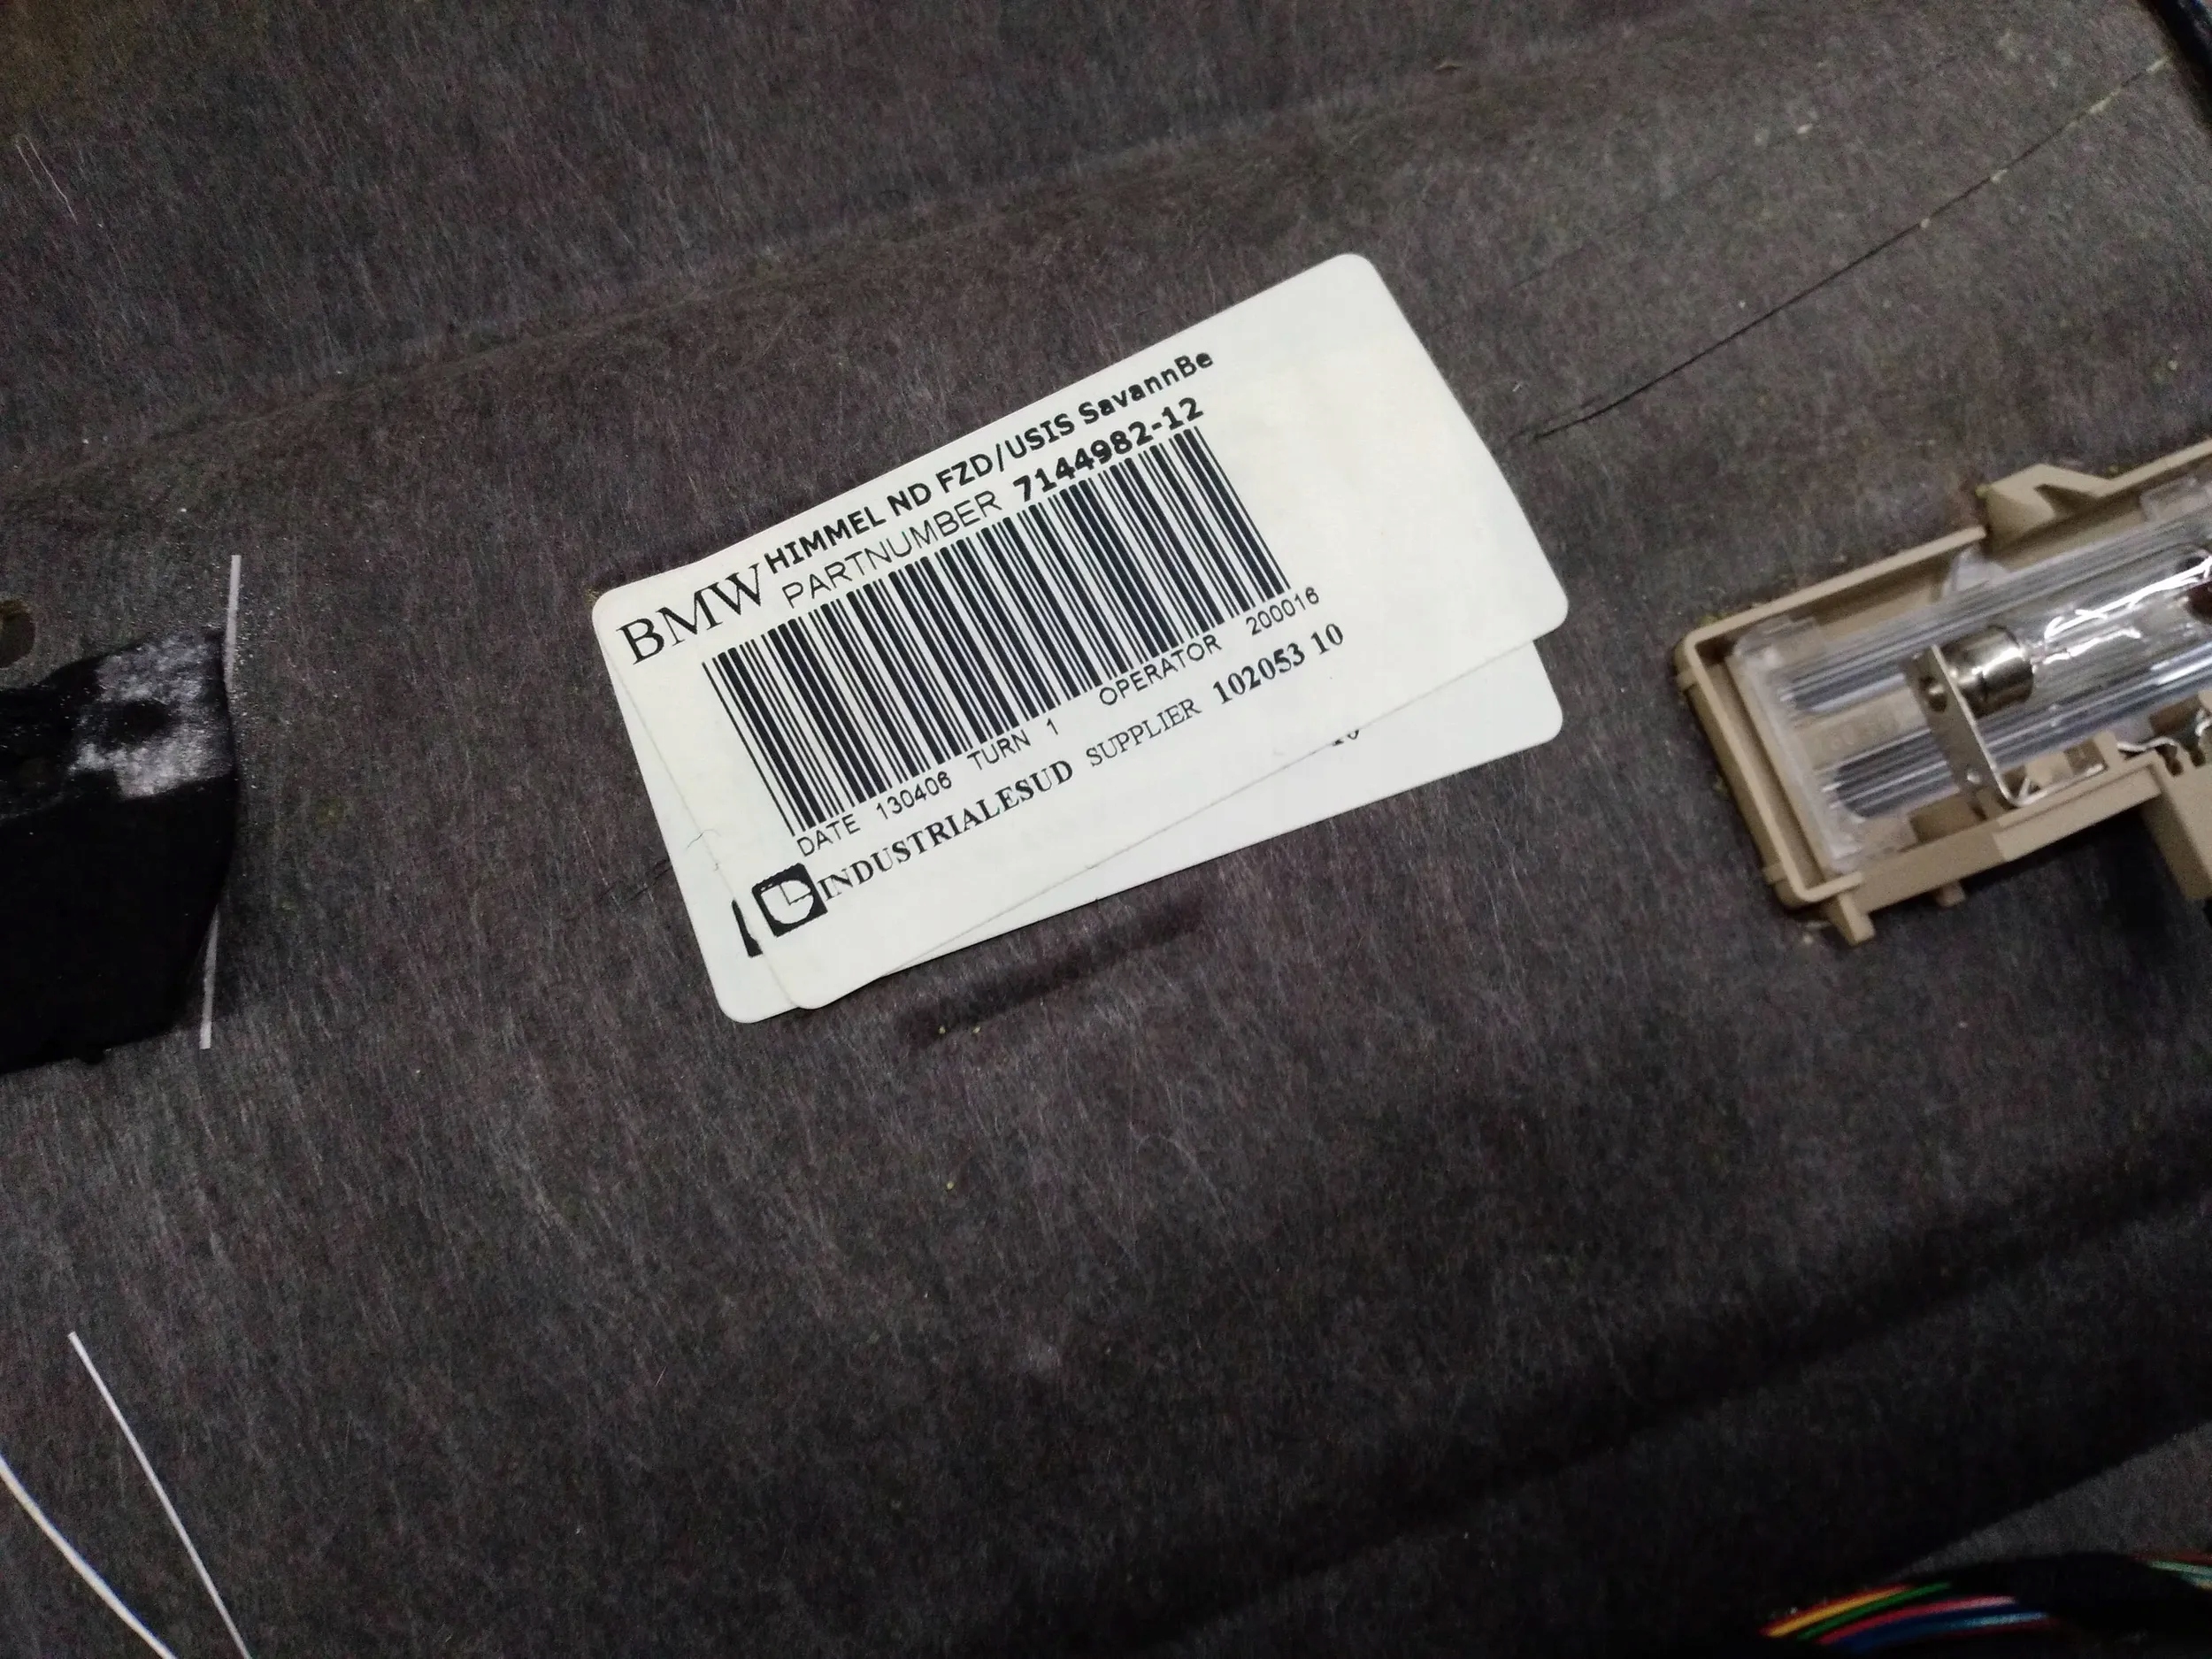 BMW HIMMEL ND FZD/USIS SavannBe
PARTNUMBER 7144982-12
DATE 130406 TURN 1 OPERATOR 200016
INDUSTRIALESUD SUPPLIER 102053 10
10